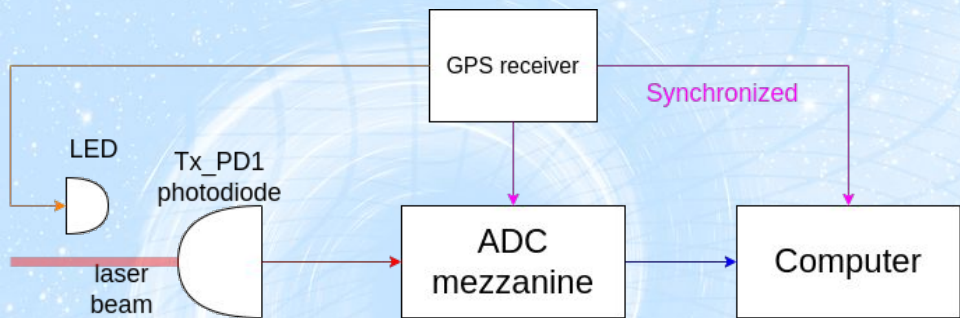 GPS receiver
Synchronized
LED
Tx_PD1
photodiode
ADC
mezzanine
Computer
laser
beam